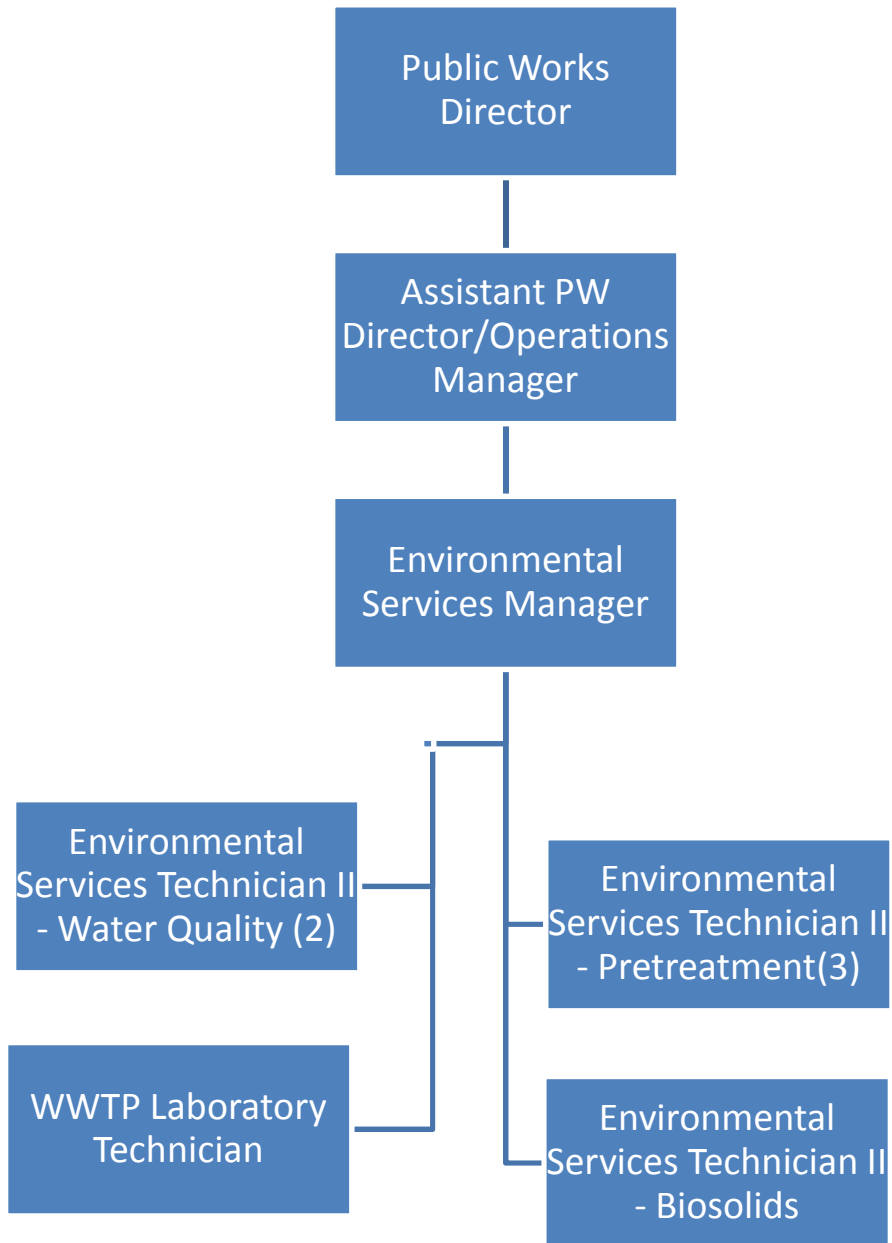 Public Works
Director
Assistant PW
Director/Operations
Manager
Environmental
Services Manager
Environmental
Services Technician II
- Water Quality (2)
Environmental
Services Technician II
- Pretreatment(3)
WWTP Laboratory
Technician
Environmental
Services Technician II
- Biosolids